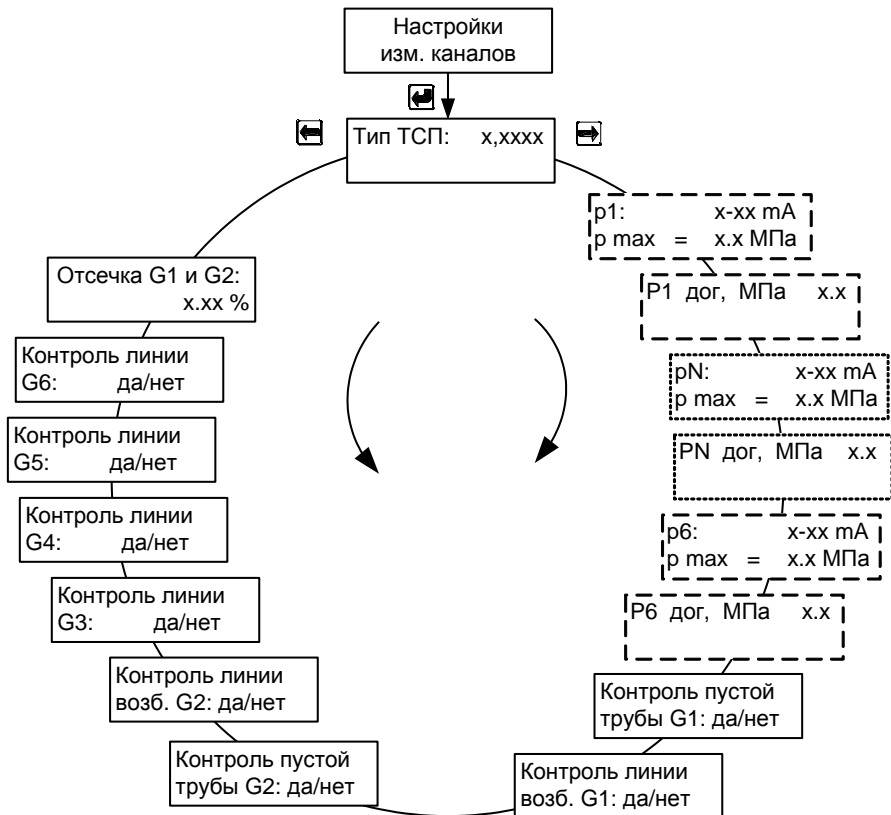 Настройки
изм. каналов
Тип ТСП: x,xxxx
p1: x-xx mA
p max = x.x МПа
P1 дог, МПа x.x
pN: x-xx mA
p max = x.x МПа
PN дог, МПа x.x
p6: x-xx mA
p max = x.x МПа
P6 дог, МПа x.x
Контроль пустой
трубы G1: да/нет
Контроль линии
возб. G1: да/нет
Контроль пустой
трубы G2: да/нет
Контроль линии
возб. G2: да/нет
Контроль линии
G3: да/нет
Контроль линии
G4: да/нет
Контроль линии
G5: да/нет
Контроль линии
G6: да/нет
Отсечка G1 и G2:
x.xx %